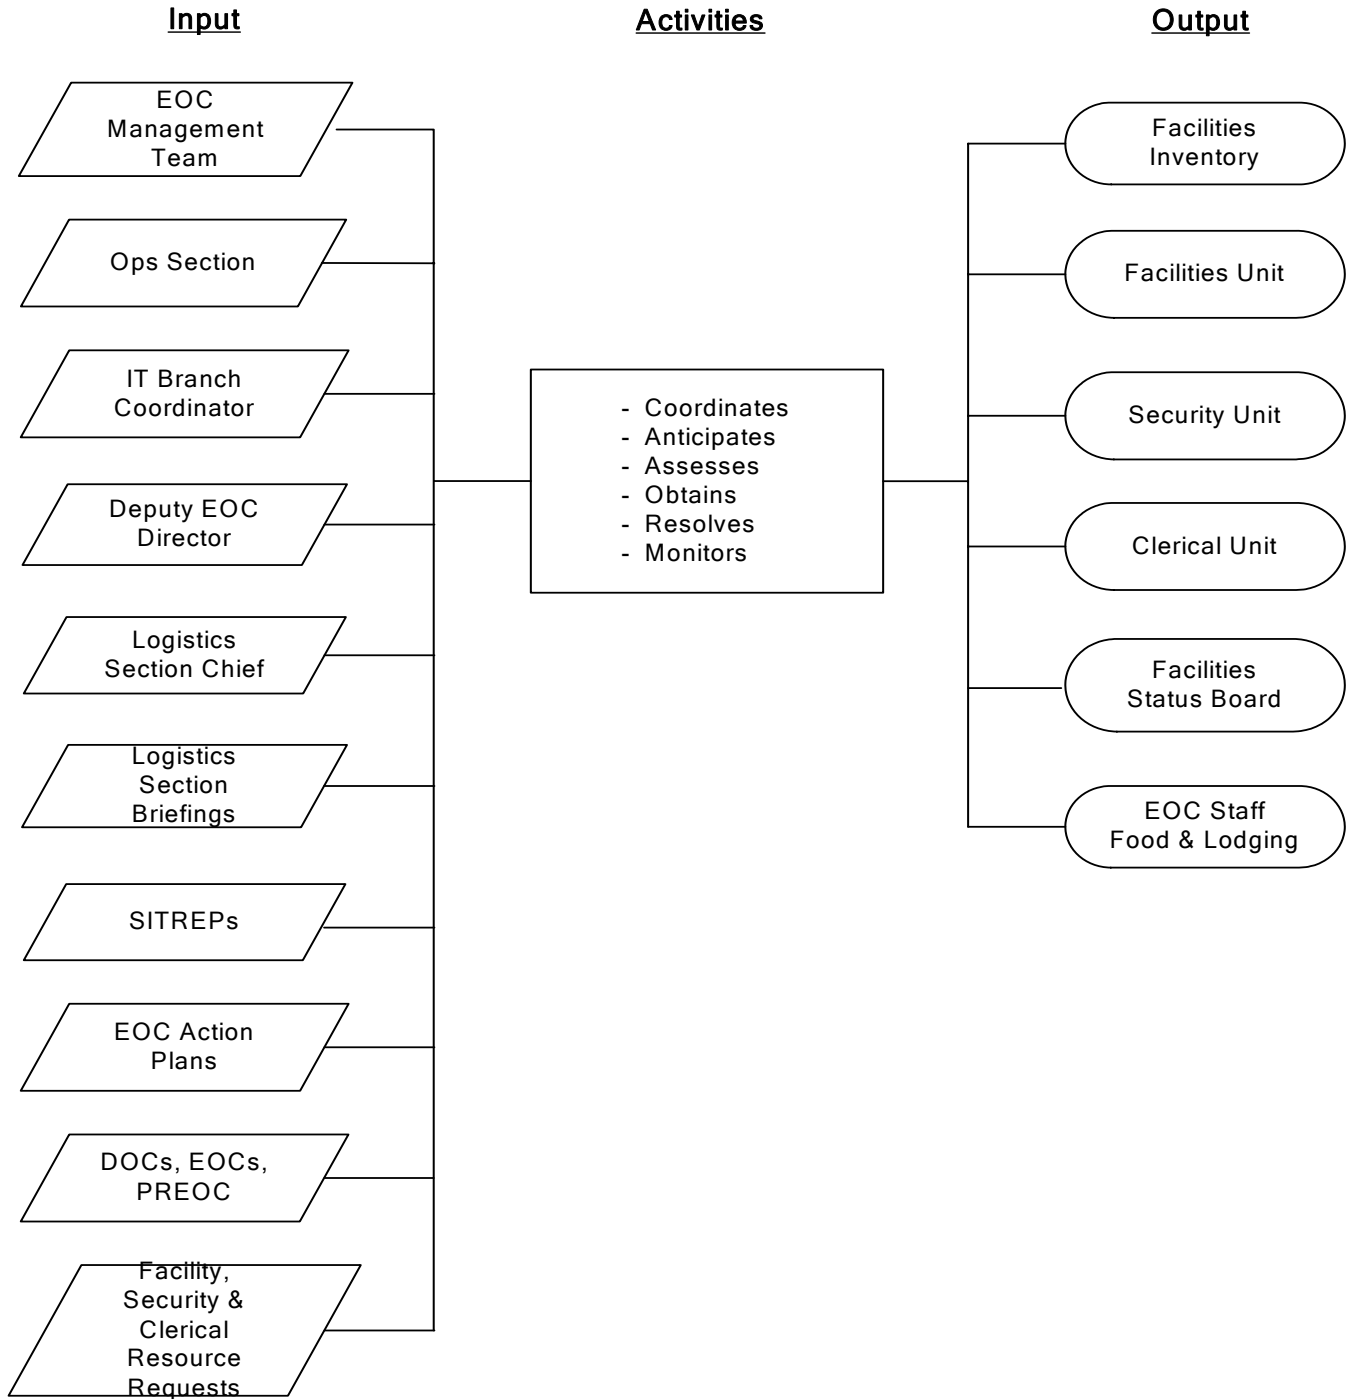 Input
Activities
Output
EOC
Management
Team
Ops Section
IT Branch
Coordinator
Deputy EOC
Director
Logistics
Section Chief
Logistics
Section
Briefings
SITREPs
EOC Action
Plans
DOCs, EOCs,
PREOC
Facility,
Security &
Clerical
Resource
Requests
- Coordinates
- Anticipates
- Assesses
- Obtains
- Resolves
- Monitors
Facilities
Inventory
Facilities Unit
Security Unit
Clerical Unit
Facilities
Status Board
EOC Staff
Food & Lodging